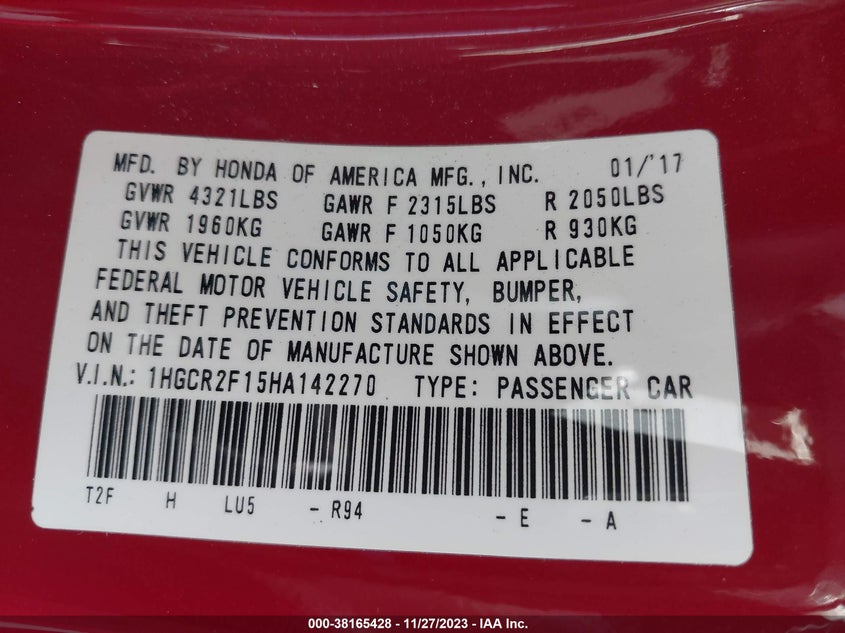 MFD. BY HONDA OF AMERICA MFG., INC. 01/'17
GVWR 4321LBS GAWR F 2315LBS R 2050LBS
GVWR 1960KG GAWR F 1050KG R 930KG
THIS VEHICLE CONFORMS TO ALL APPLICABLE
FEDERAL MOTOR VEHICLE SAFETY, BUMPER,
AND THEFT PREVENTION STANDARDS IN EFFECT
ON THE DATE OF MANUFACTURE SHOWN ABOVE.
V.I.N.: 1HGCR2F15HA142270 TYPE: PASSENGER CAR
T2F H LU5 - R94 - E - A
000-38165428 - 11/27/2023 - IAA Inc.